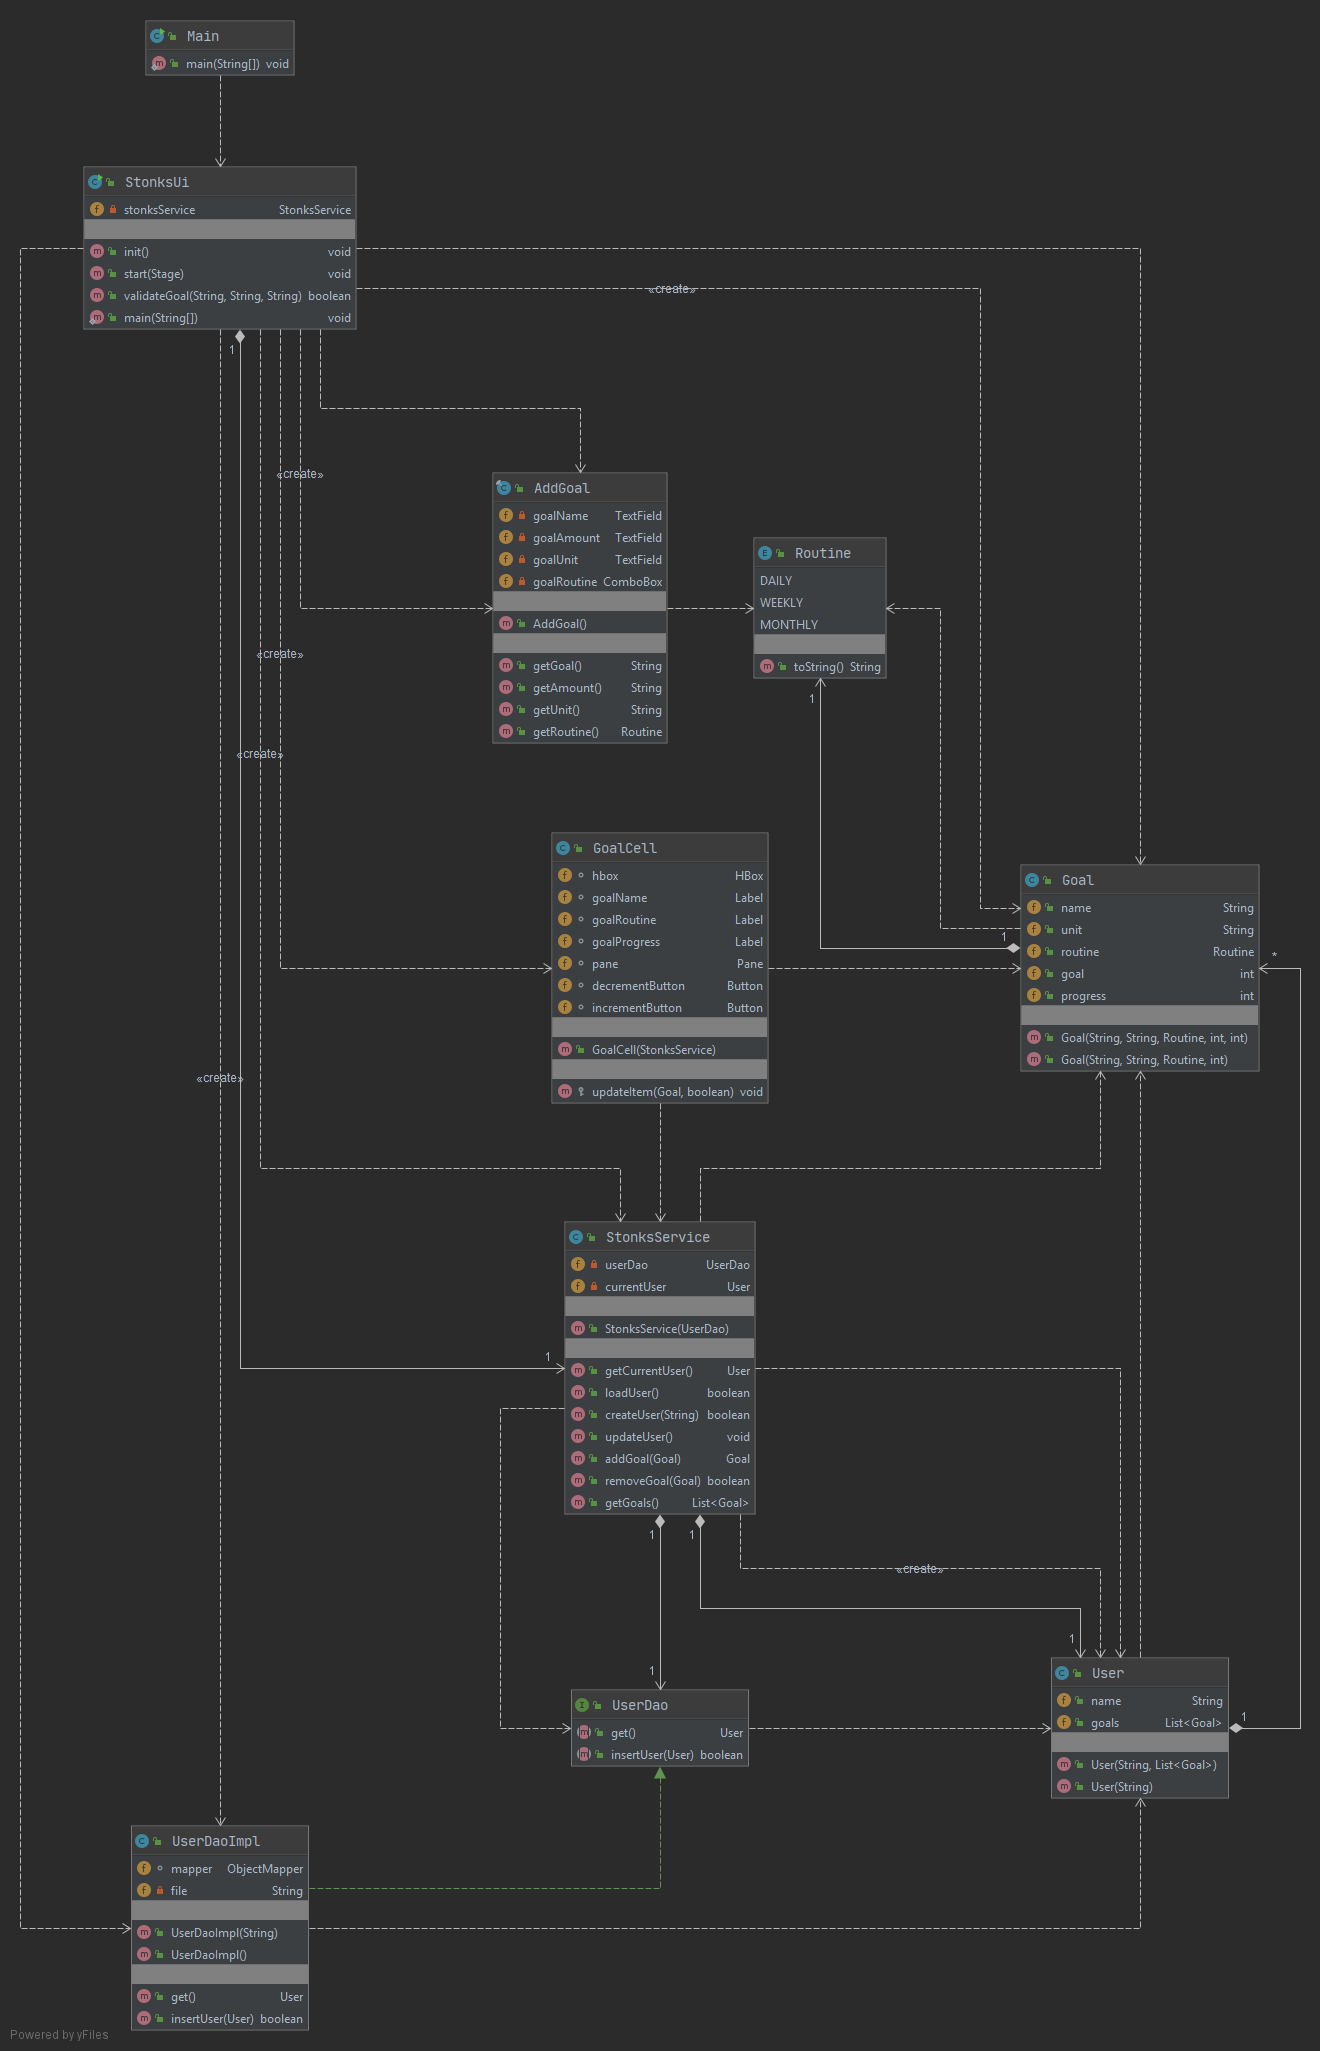 Main
main(String[]) void
StonksUi
stonksService StonksService
init() void
start(Stage) void
validateGoal(String, String, String) boolean
main(String[]) void
«create»
1
«create»
AddGoal
goalName TextField
goalAmount TextField
goalUnit TextField
goalRoutine ComboBox
AddGoal()
getGoal() String
getAmount() String
getUnit() String
getRoutine() Routine
Routine
DAILY
WEEKLY
MONTHLY
toString() String
1
«create»
«create»
GoalCell
hbox HBox
goalName Label
goalRoutine Label
goalProgress Label
pane Pane
decrementButton Button
incrementButton Button
GoalCell(StonksService)
updateItem(Goal, boolean) void
Goal
name String
unit String
routine Routine
goal int
progress int
Goal(String, String, Routine, int, int)
Goal(String, String, Routine, int)
1
*
«create»
StonksService
userDao UserDao
currentUser User
StonksService(UserDao)
getCurrentUser() User
loadUser() boolean
createUser(String) boolean
updateUser() void
addGoal(Goal) Goal
removeGoal(Goal) boolean
getGoals() List<Goal>
1
1
1
«create»
1
1
UserDao
get() User
insertUser(User) boolean
User
name String
goals List<Goal>
User(String, List<Goal>)
User(String)
1
UserDaoImpl
mapper ObjectMapper
file String
UserDaoImpl(String)
UserDaoImpl()
get() User
insertUser(User) boolean
Powered by yFiles